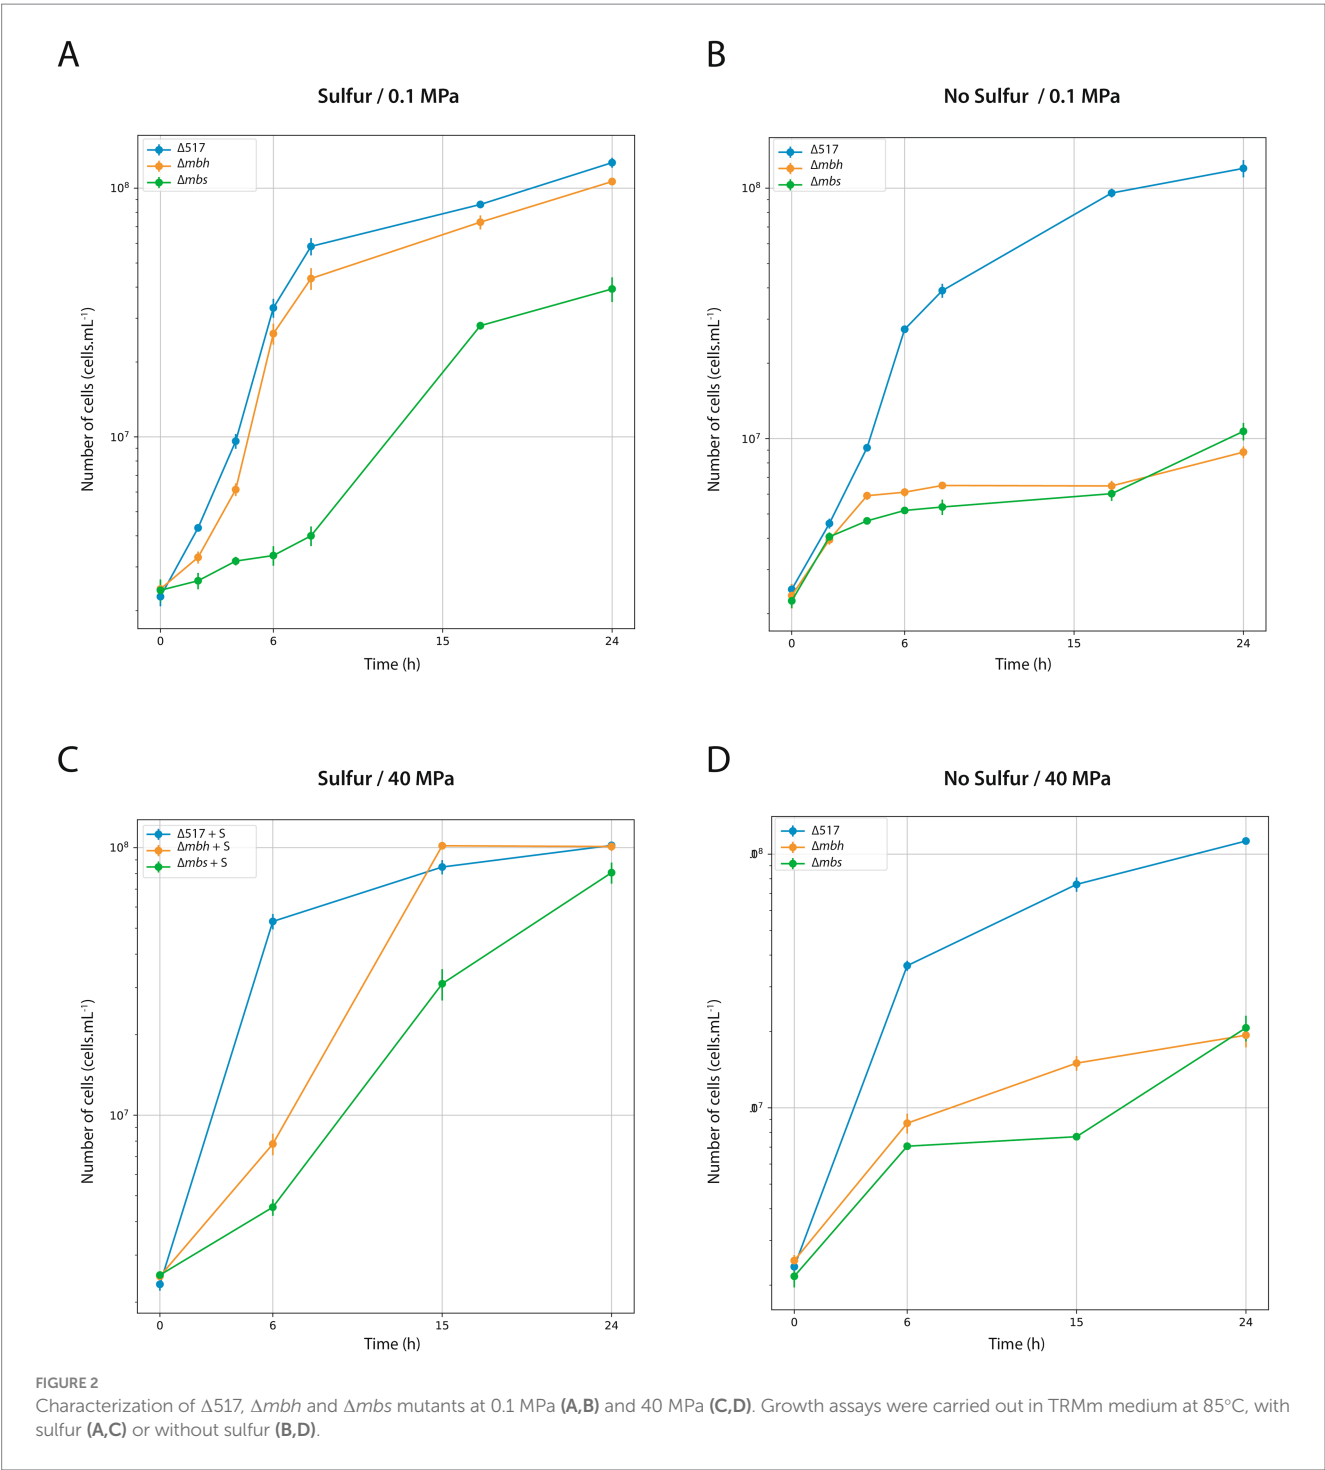 A
Sulfur / 0.1 MPa
Δ517
Δmbh
Δmbs
10⁸
10⁷
Number of cells (cells.mL⁻¹)
0 6 15 24
Time (h)
B
No Sulfur / 0.1 MPa
Δ517
Δmbh
Δmbs
10⁸
10⁷
Number of cells (cells.mL⁻¹)
0 6 15 24
Time (h)
C
Sulfur / 40 MPa
Δ517 + S
Δmbh + S
Δmbs + S
10⁸
10⁷
Number of cells (cells.mL⁻¹)
0 6 15 24
Time (h)
D
No Sulfur / 40 MPa
Δ517
Δmbh
Δmbs
Number of cells (cells.mL⁻¹)
0 6 15 24
Time (h)
FIGURE 2
Characterization of Δ517, Δmbh and Δmbs mutants at 0.1 MPa (A,B) and 40 MPa (C,D). Growth assays were carried out in TRMm medium at 85°C, with
sulfur (A,C) or without sulfur (B,D).